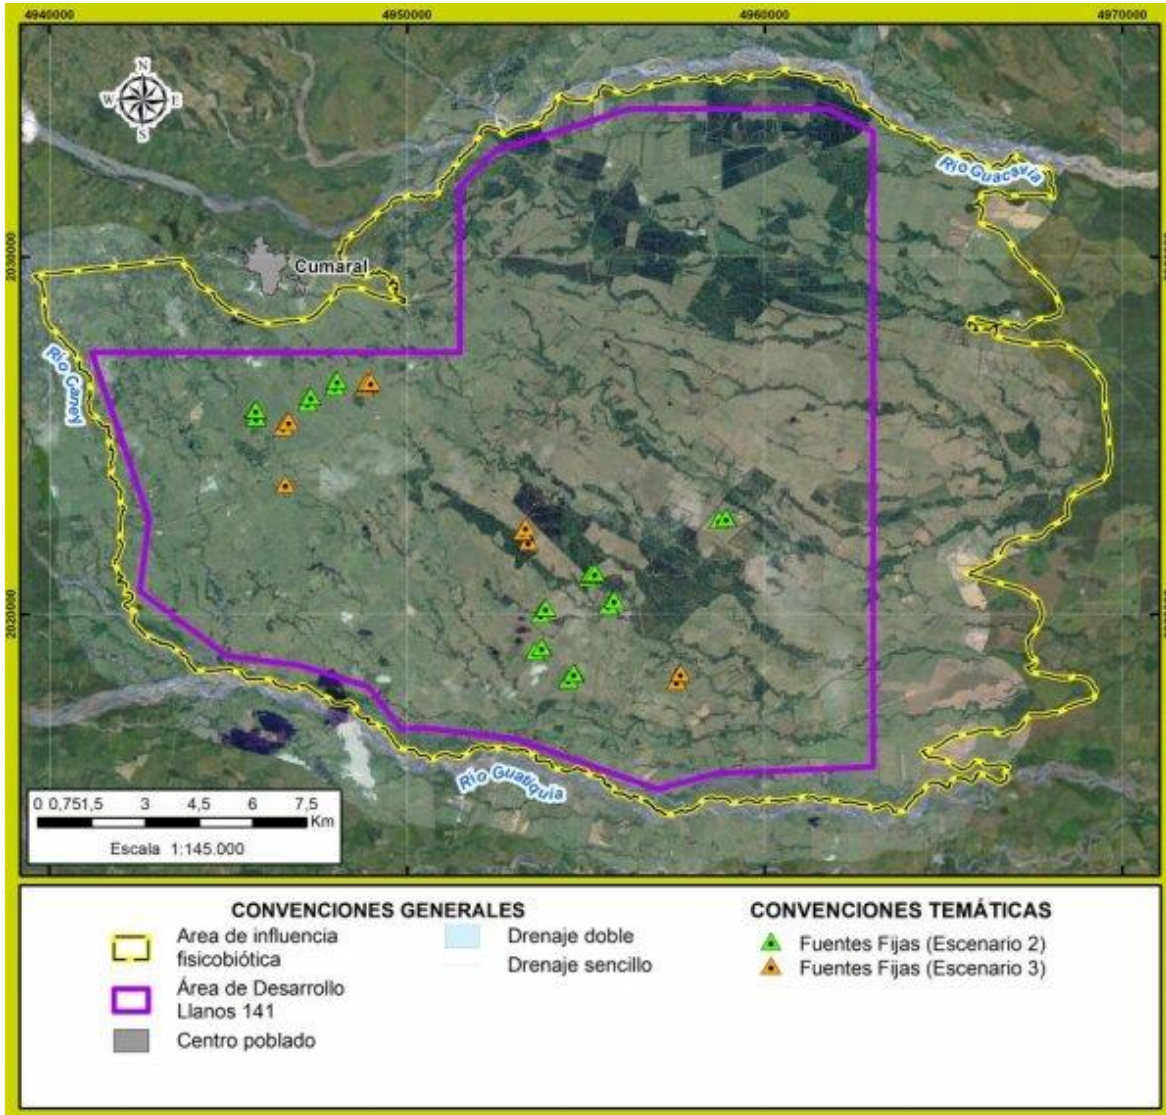 4940000 4950000 4960000 4970000
N
W E
S
Río Guacavía
2030000
Cumaral
Río Caney
2020000
Río Guatiquía
0 0,751,5 3 4,5 6 7,5
Km
Escala 1:145.000
CONVENCIONES GENERALES
Area de influencia
fisicobiótica
Área de Desarrollo
Llanos 141
Centro poblado
Drenaje doble
Drenaje sencillo
CONVENCIONES TEMÁTICAS
Fuentes Fijas (Escenario 2)
Fuentes Fijas (Escenario 3)